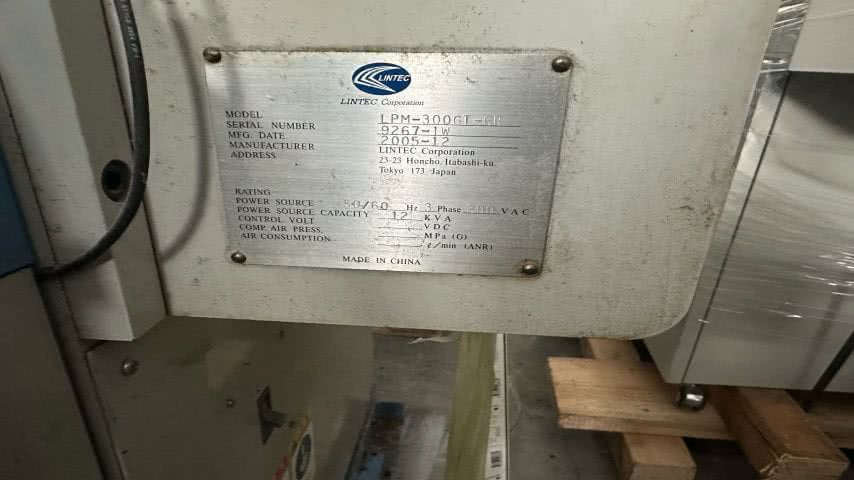 LINTEC
LINTEC Corporation
MODEL LPM-300GT-6R
SERIAL NUMBER 9267-1W
MFG. DATE 2005-12
MANUFACTURER LINTEC Corporation
ADDRESS 23-23 Honcho, Itabashi-ku.
Tokyo 173 Japan
RATING
POWER SOURCE : 50/60 Hz 3 Phase 200 VAC
POWER SOURCE CAPACITY 12 KVA
CONTROL VOLT VDC
COMP. AIR PRESS. MPa (G)
AIR CONSUMPTION ℓ/min (ANR)
MADE IN CHINA